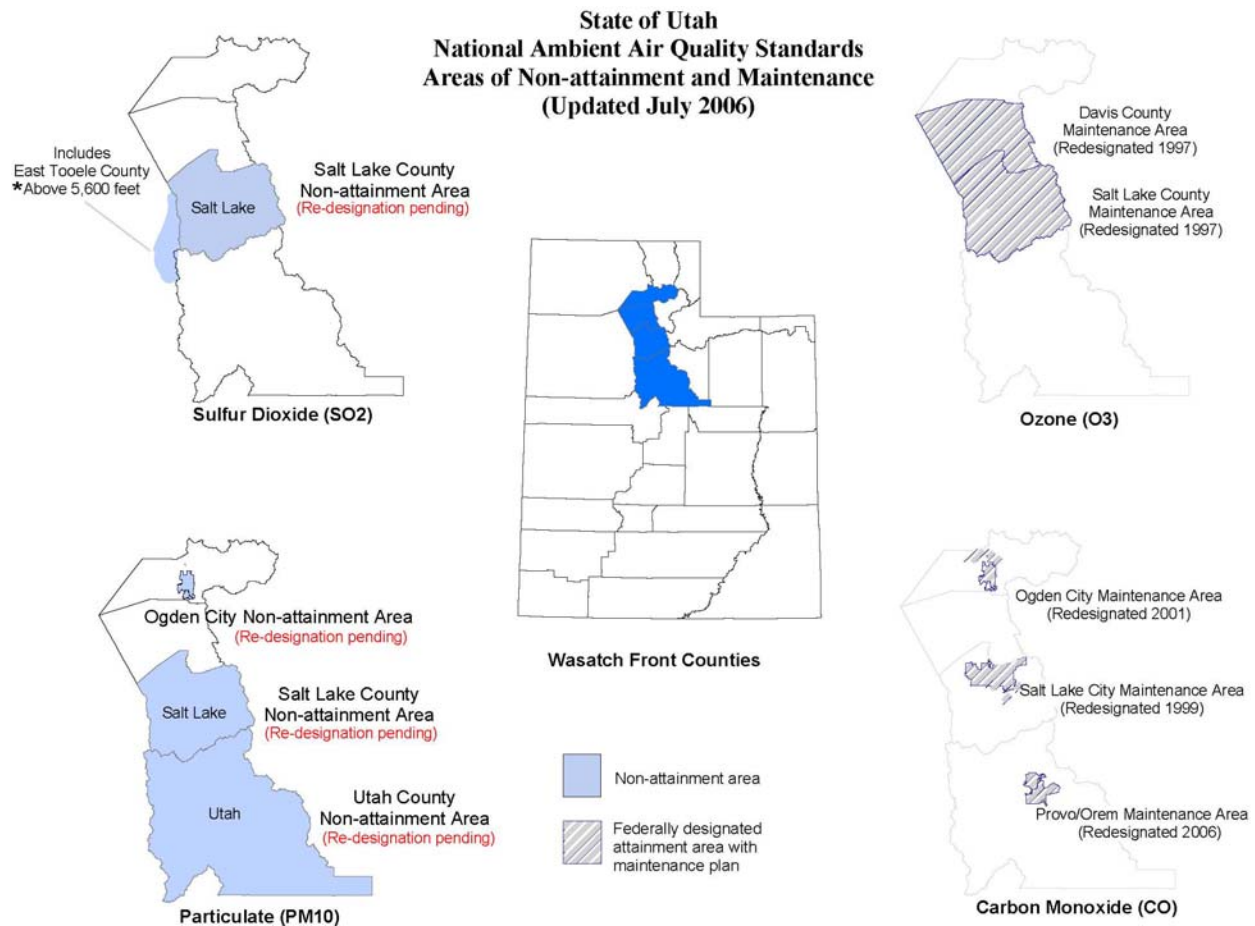 State of Utah
National Ambient Air Quality Standards
Areas of Non-attainment and Maintenance
(Updated July 2006)
Includes
East Tooele County
*Above 5,600 feet
Salt Lake
Salt Lake County
Non-attainment Area
(Re-designation pending)
Sulfur Dioxide (SO2)
Davis County
Maintenance Area
(Redesignated 1997)
Salt Lake County
Maintenance Area
(Redesignated 1997)
Ozone (O3)
Wasatch Front Counties
Ogden City Non-attainment Area
(Re-designation pending)
Salt Lake
Salt Lake County
Non-attainment Area
(Re-designation pending)
Utah
Utah County
Non-attainment Area
(Re-designation pending)
Particulate (PM10)
Non-attainment area
Federally designated
attainment area with
maintenance plan
Ogden City Maintenance Area
(Redesignated 2001)
Salt Lake City Maintenance Area
(Redesignated 1999)
Provo/Orem Maintenance Area
(Redesignated 2006)
Carbon Monoxide (CO)